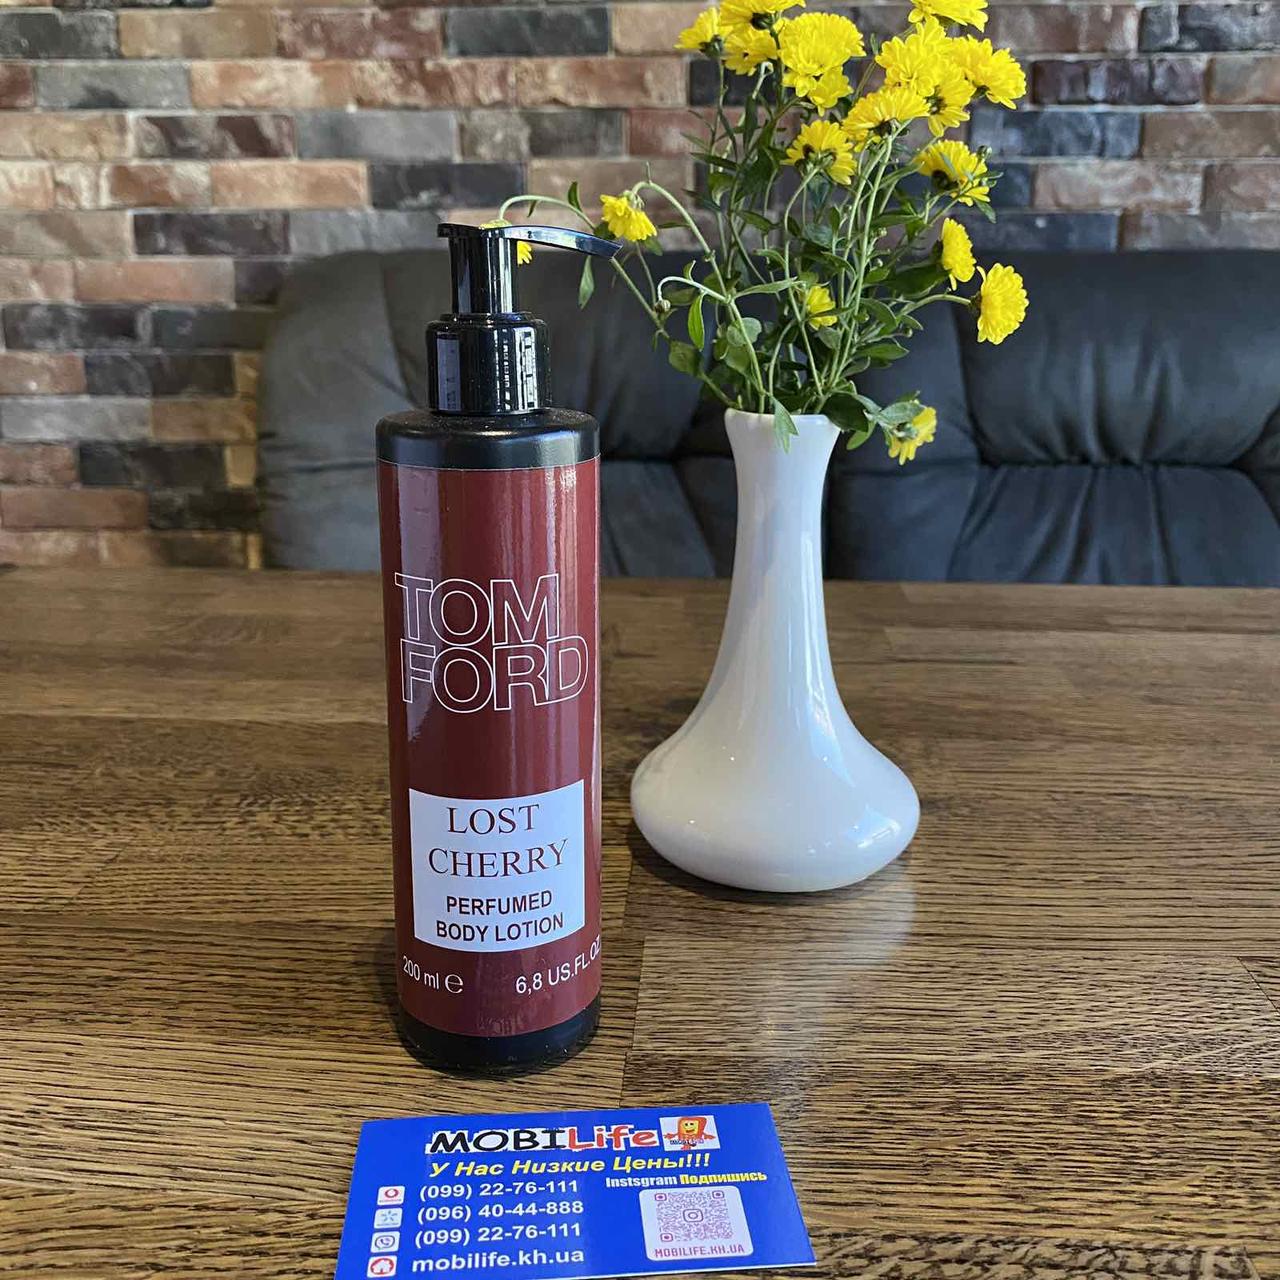 TOM
FORD
LOST
CHERRY
PERFUMED
BODY LOTION
200 ml ℮ 6,8 US.FL.OZ.
MOBILife
У Нас Низкие Цены!!!
Instsgram Подпишись
(099) 22-76-111
(096) 40-44-888
(099) 22-76-111
mobilife.kh.ua
MOBILIFE.KH.UA